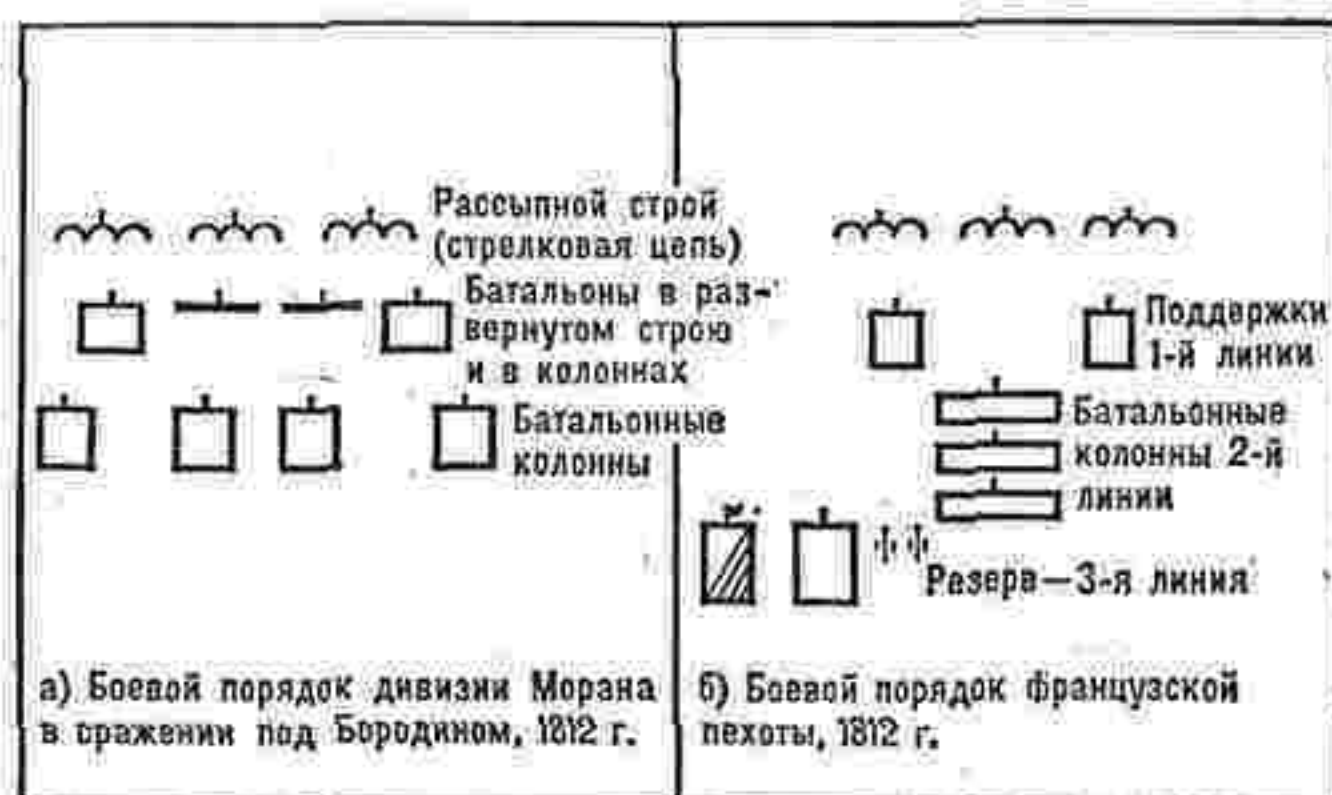 Рассыпной строй
(стрелковая цепь)
Батальоны в раз-
вернутом строю
и в колоннах
Батальонные
колонны
а) Боевой порядок дивизии Морана
в сражении под Бородином, 1812 г.
Поддержки
1-й линии
Батальонные
колонны 2-й
линии
Резерв—3-я линия
б) Боевой порядок французской
пехоты, 1812 г.